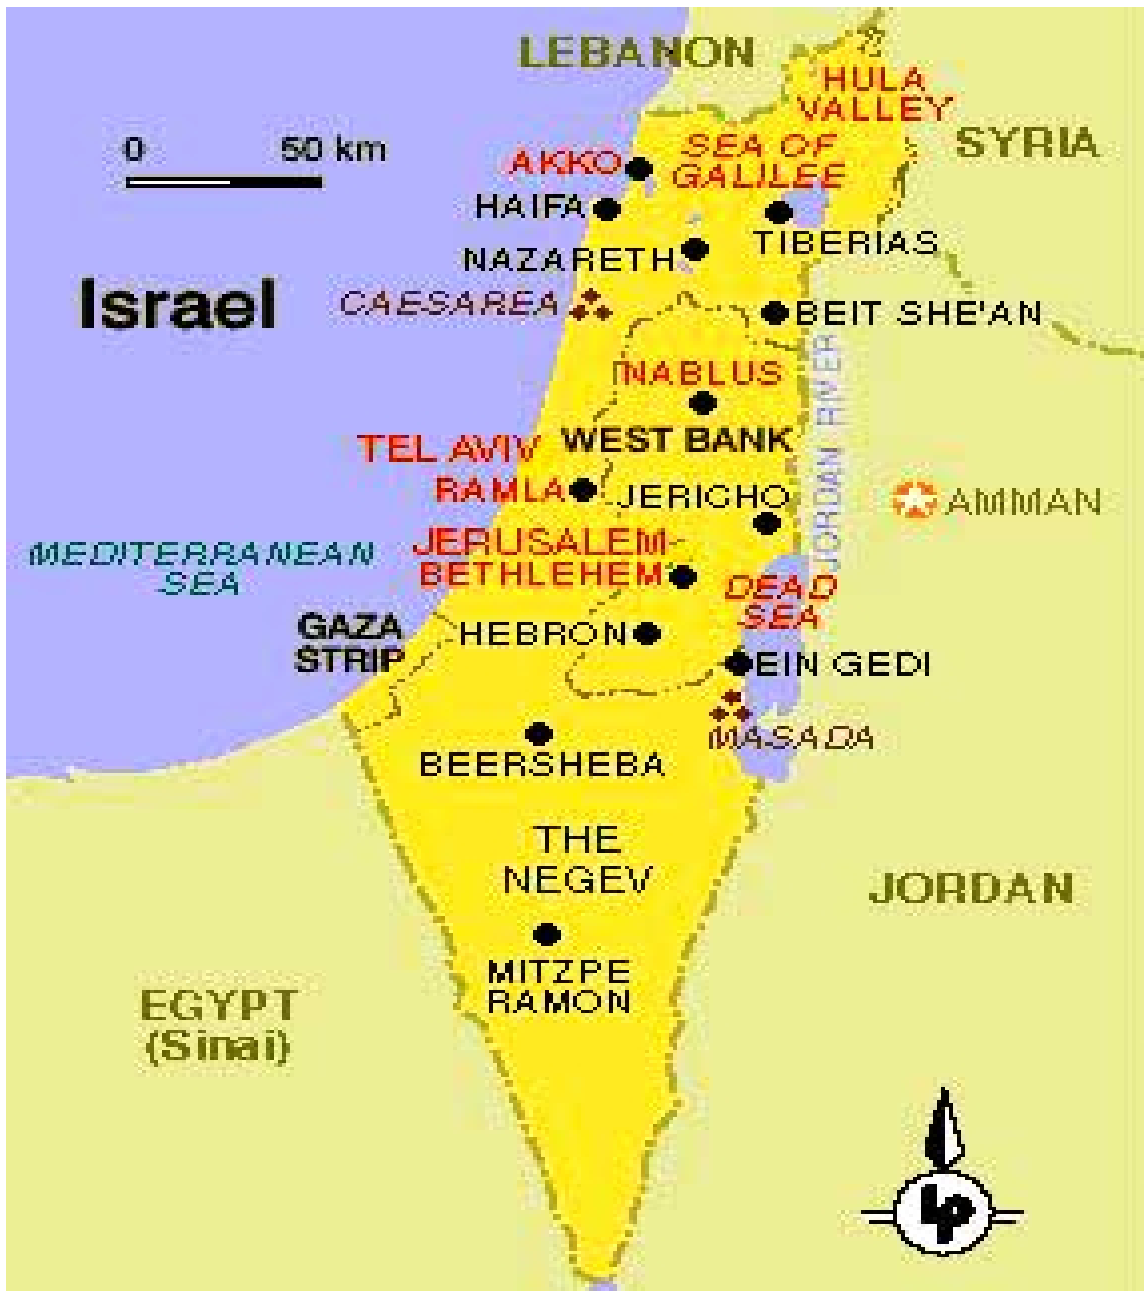 LEBANON
HULA
VALLEY
SYRIA
0 50 km
SEA OF
GALILEE
AKKO
HAIFA
TIBERIAS
NAZARETH
Israel
CAESAREA
BEIT SHE'AN
JORDAN RIVER
NABLUS
WEST BANK
TEL AVIV
RAMLA
JERICHO
AMMAN
JERUSALEM
BETHLEHEM
MEDITERRANEAN
SEA
DEAD
SEA
GAZA
STRIP
HEBRON
EIN GEDI
MASADA
BEERSHEBA
THE
NEGEV
JORDAN
MITZPE
RAMON
EGYPT
(Sinai)
LP